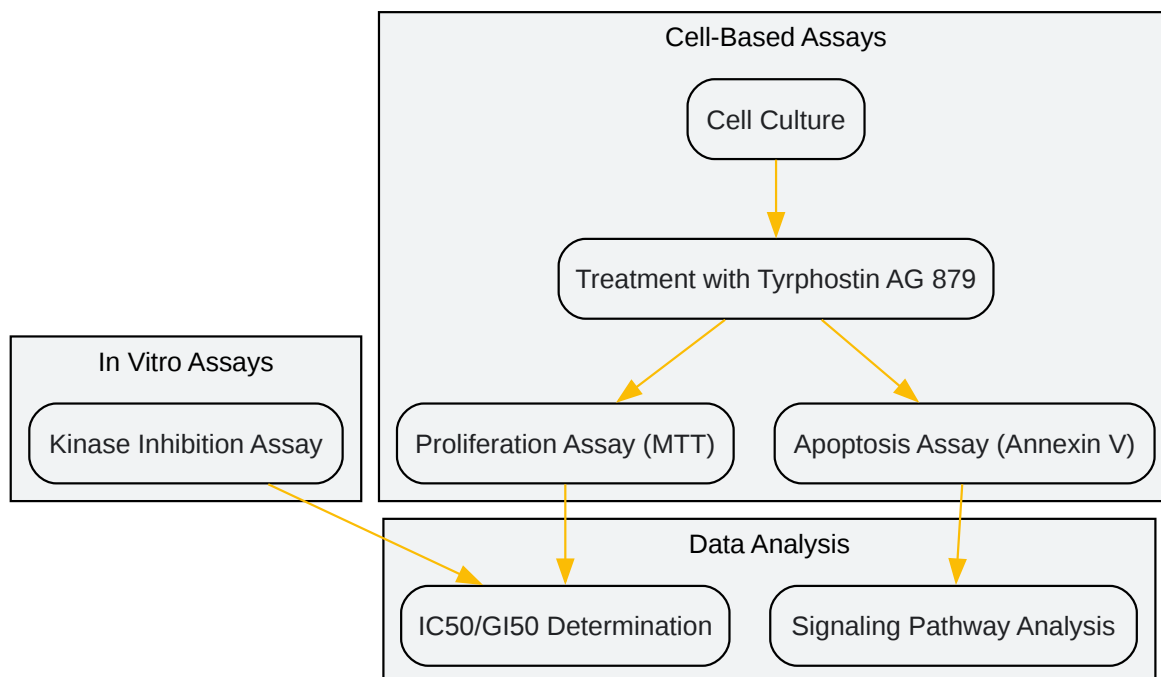 Cell-Based Assays
Cell Culture
Treatment with Tyrphostin AG 879
In Vitro Assays
Kinase Inhibition Assay
Proliferation Assay (MTT)
Apoptosis Assay (Annexin V)
Data Analysis
IC50/GI50 Determination
Signaling Pathway Analysis